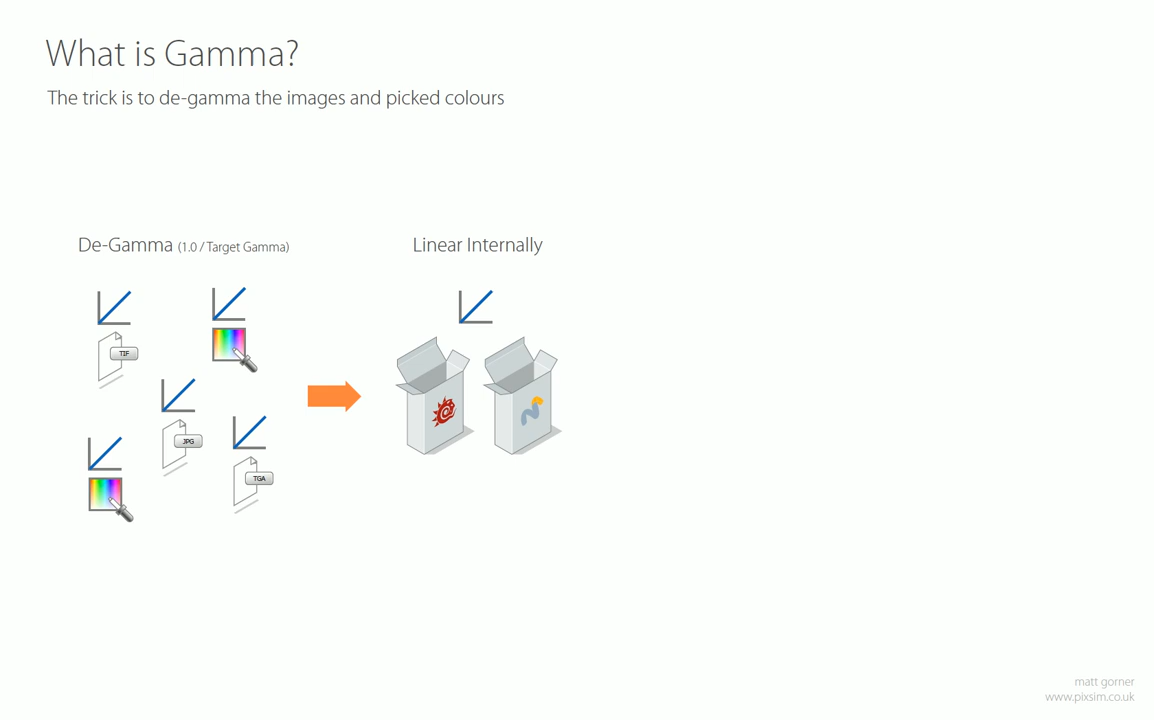 What is Gamma?
The trick is to de-gamma the images and picked colours
De-Gamma (1.0 / Target Gamma)
Linear Internally
TIF
JPG
TGA
matt gorner
www.pixsim.co.uk